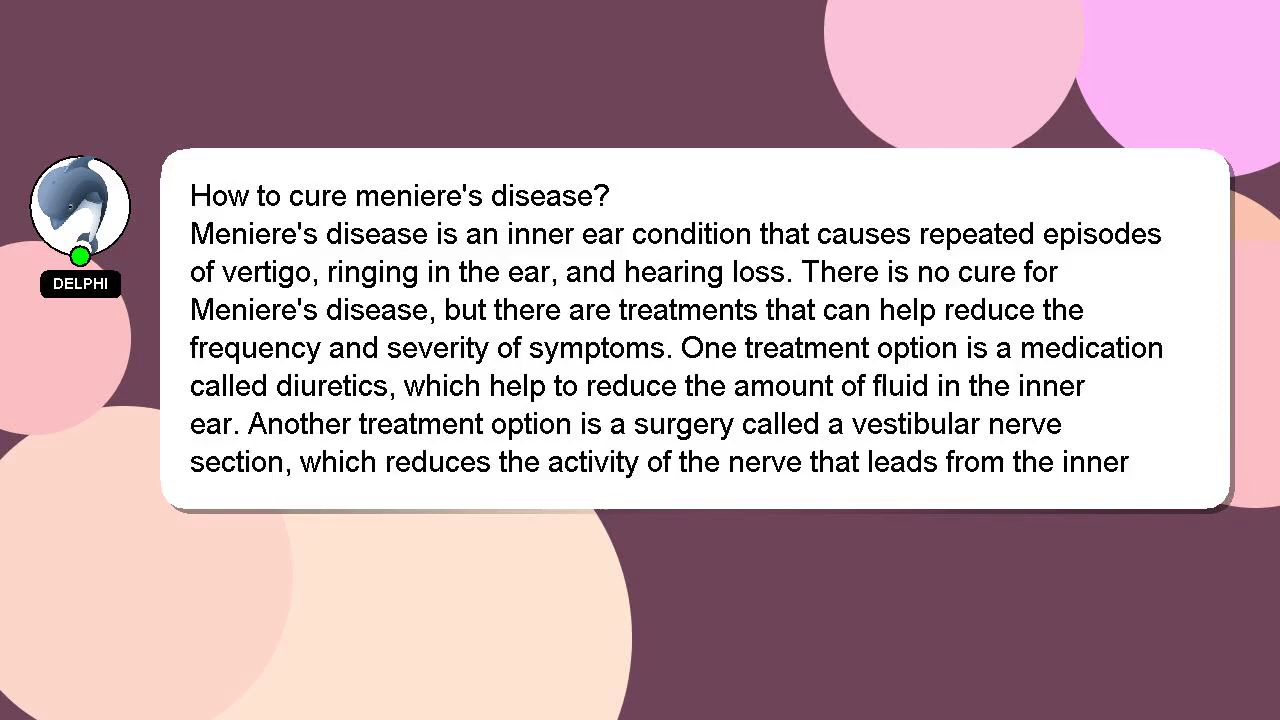 How to cure meniere's disease?
Meniere's disease is an inner ear condition that causes repeated episodes
of vertigo, ringing in the ear, and hearing loss. There is no cure for
Meniere's disease, but there are treatments that can help reduce the
frequency and severity of symptoms. One treatment option is a medication
called diuretics, which help to reduce the amount of fluid in the inner
ear. Another treatment option is a surgery called a vestibular nerve
section, which reduces the activity of the nerve that leads from the inner
DELPHI